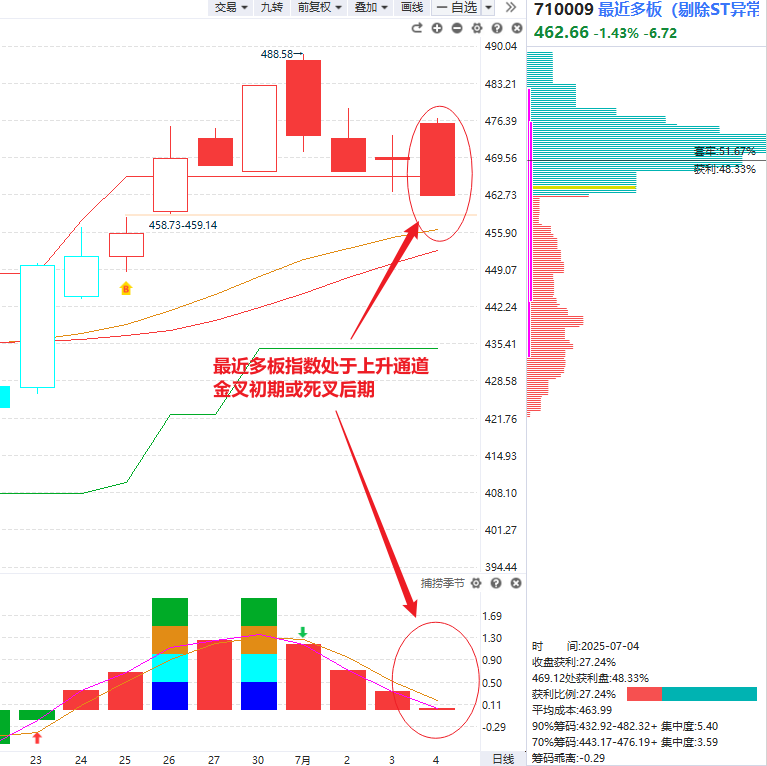 交易 九转 前复权 叠加 画线 一 自选
710009 最近多板（剔除ST异常
462.66 -1.43% -6.72
490.04
488.58→
483.21
476.39
套牢:51.67%
469.56
获利:48.33%
462.73
458.73-459.14
455.90
449.07
B
442.24
435.41
最近多板指数处于上升通道
金叉初期或死叉后期
428.58
421.76
414.93
408.10
401.27
394.44
捕捞季节
1.69
1.30
0.90
0.50
0.11
-0.29
时 间:2025-07-04
收盘获利:27.24%
469.12处获利盘:48.33%
获利比例:27.24%
平均成本:463.99
90%筹码:432.92-482.32+ 集中度:5.40
70%筹码:443.17-476.19+ 集中度:3.59
筹码乖离:-0.29
23 24 25 26 27 30 7月 2 3 4 日线